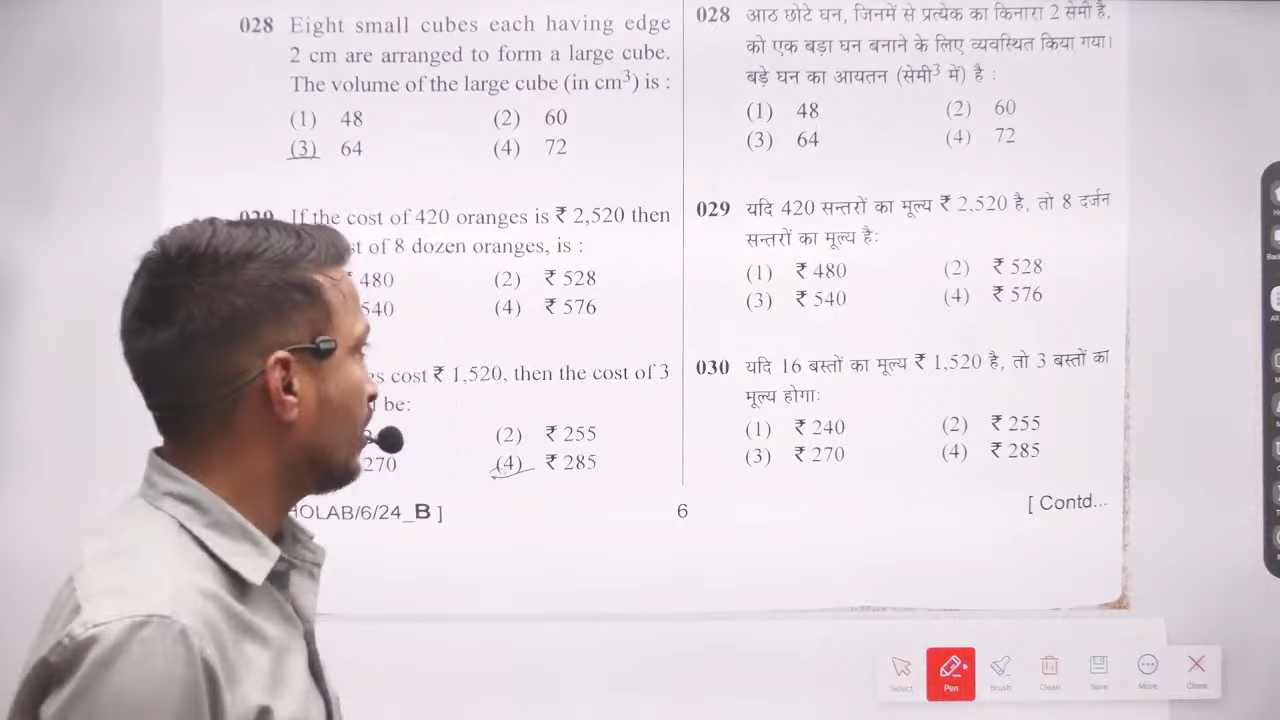 028 Eight small cubes each having edge
2 cm are arranged to form a large cube.
The volume of the large cube (in cm³) is :
(1) 48 (2) 60
(3) 64 (4) 72
If the cost of 420 oranges is ₹ 2,520 then
of 8 dozen oranges, is :
480 (2) ₹ 528
540 (4) ₹ 576
cost ₹ 1,520, then the cost of 3
be:
(2) ₹ 255
270 (4) ₹ 285
OLAB/6/24_B ]
6
028 आठ छोटे घन, जिनमें से प्रत्येक का किनारा 2 सेमी है,
को एक बड़ा घन बनाने के लिए व्यवस्थित किया गया।
बड़े घन का आयतन (सेमी³ में) है :
(1) 48 (2) 60
(3) 64 (4) 72
029 यदि 420 सन्तरों का मूल्य ₹ 2,520 है, तो 8 दर्जन
सन्तरों का मूल्य है:
(1) ₹ 480 (2) ₹ 528
(3) ₹ 540 (4) ₹ 576
030 यदि 16 बस्तों का मूल्य ₹ 1,520 है, तो 3 बस्तों का
मूल्य होगा:
(1) ₹ 240 (2) ₹ 255
(3) ₹ 270 (4) ₹ 285
[ Contd...
Select Pen Brush Clean Save More Close